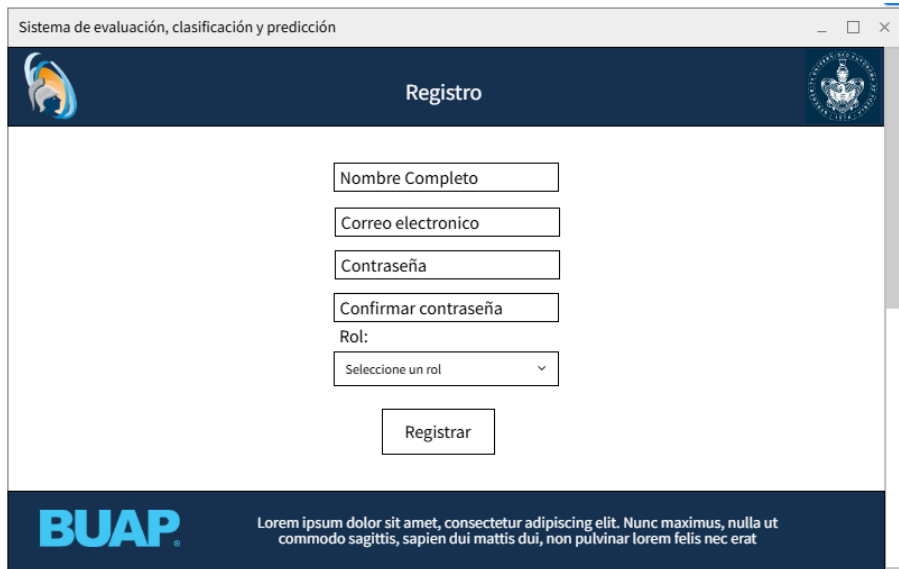 Sistema de evaluación, clasificación y predicción
Registro
Nombre Completo
Correo electronico
Contraseña
Confirmar contraseña
Rol:
Seleccione un rol
Registrar
BUAP
Lorem ipsum dolor sit amet, consectetur adipiscing elit. Nunc maximus, nulla ut
commodo sagittis, sapien dui mattis dui, non pulvinar lorem felis nec erat